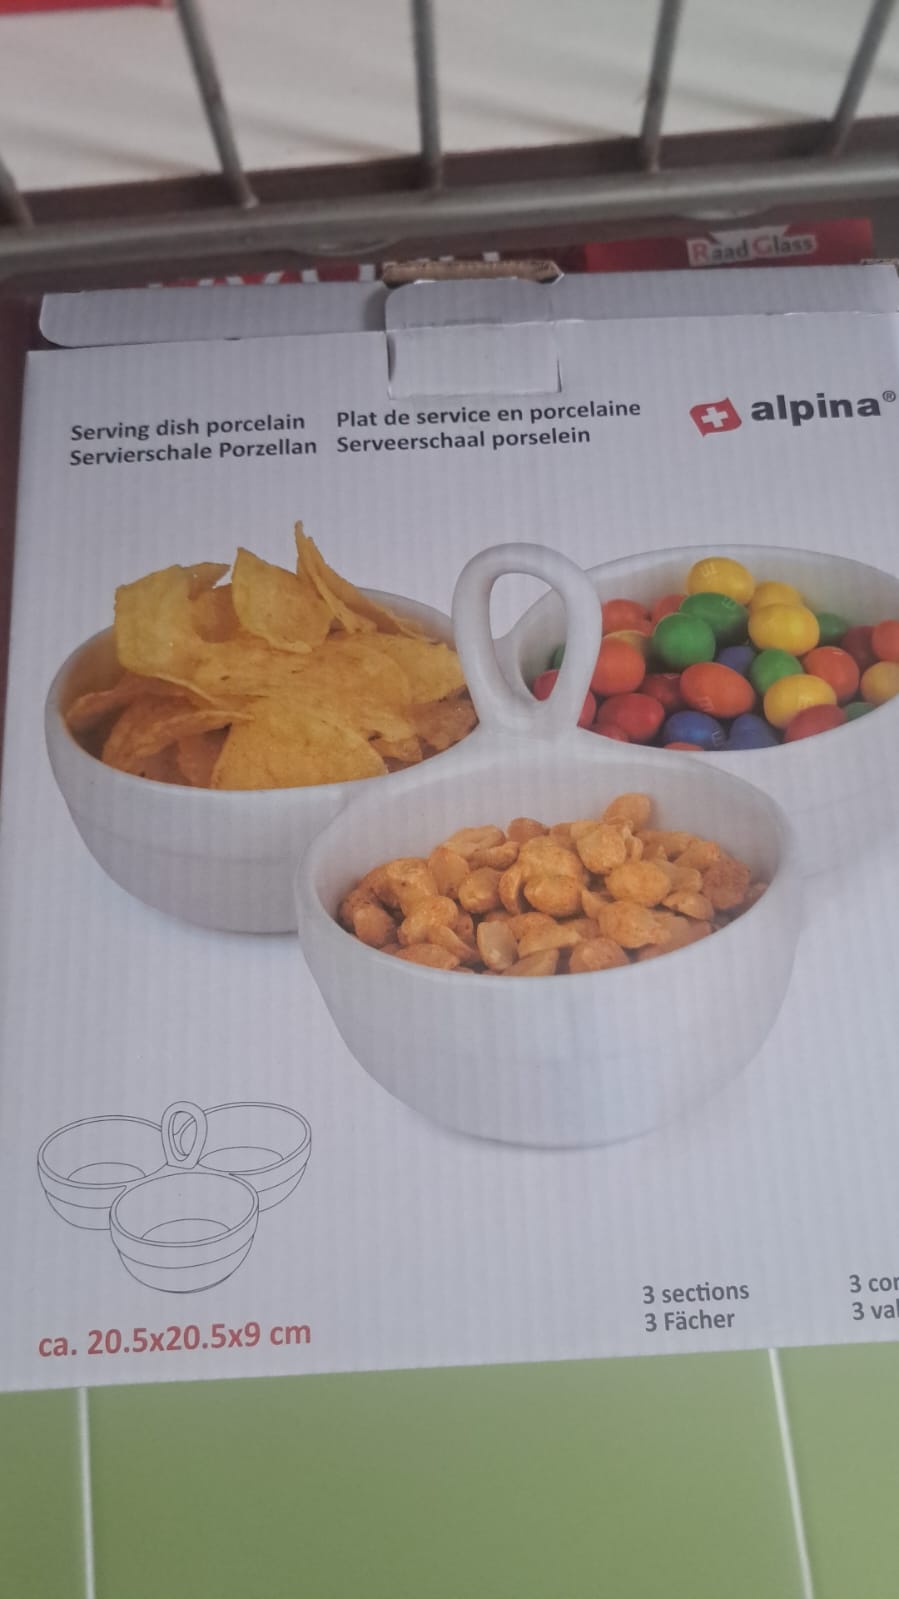 Raad Glass
Serving dish porcelain
Servierschale Porzellan
Plat de service en porcelaine
Serveerschaal porselein
alpina®
3 sections
3 Fächer
ca. 20.5x20.5x9 cm